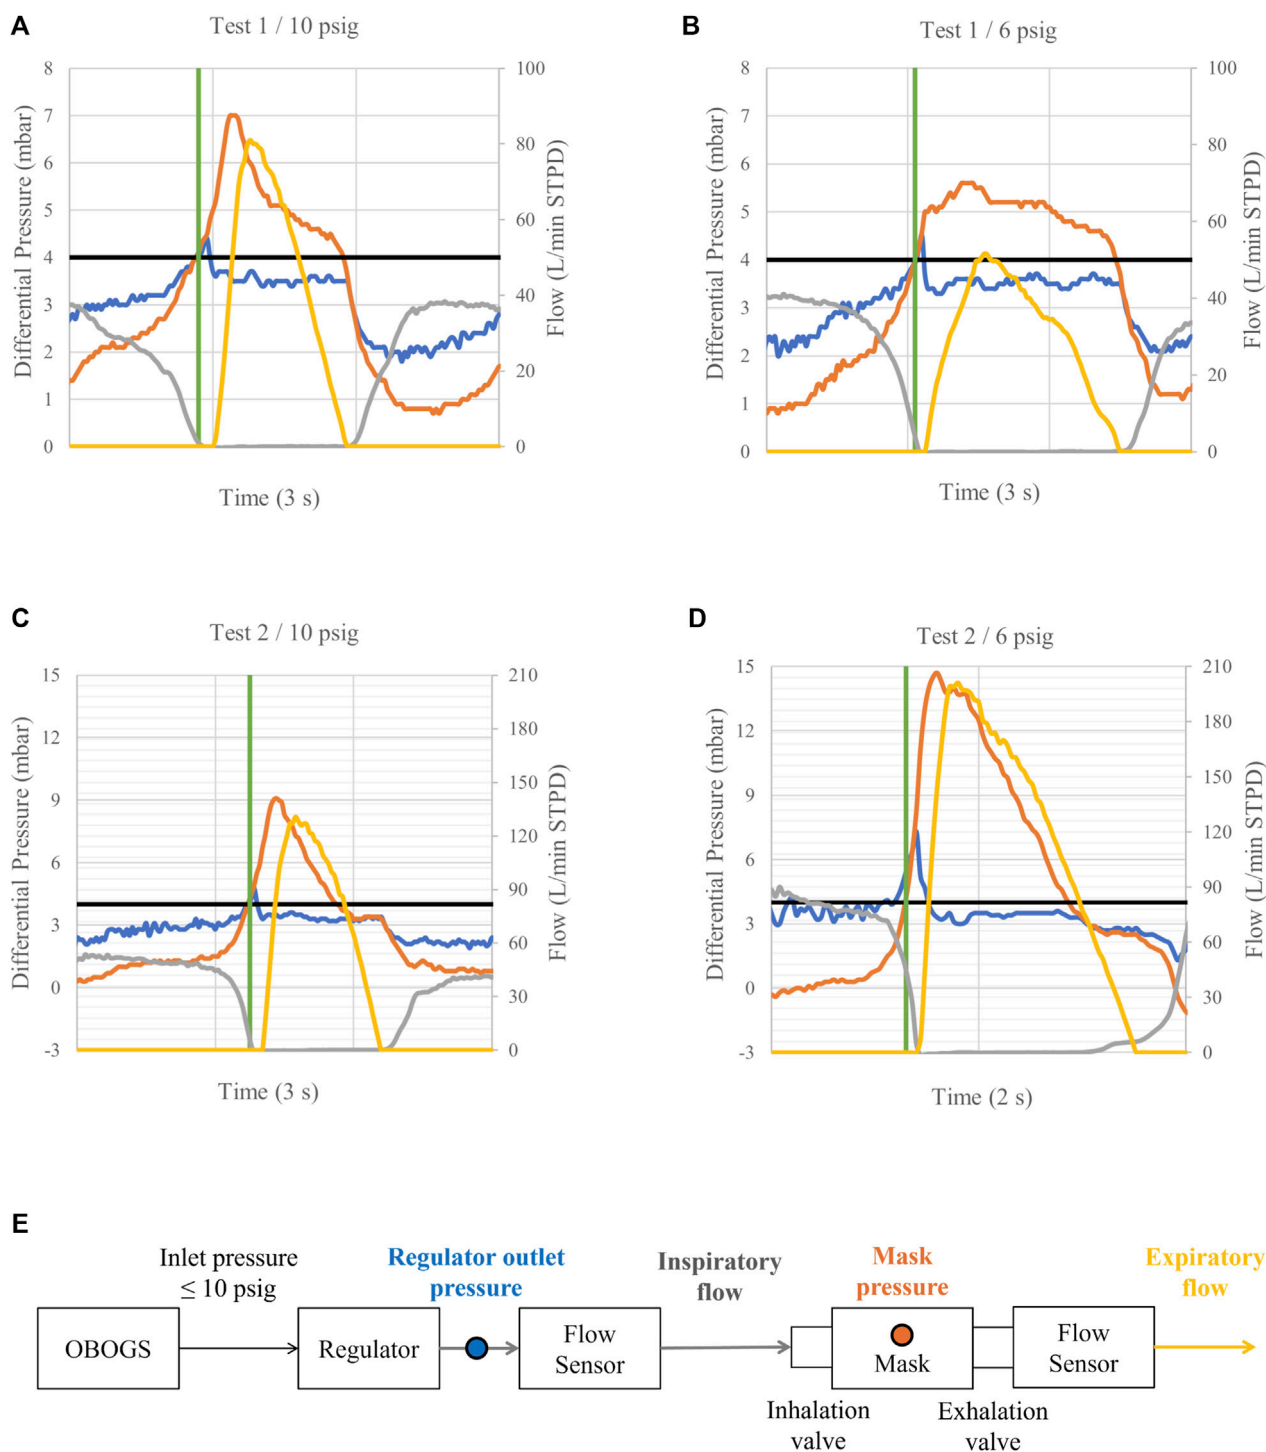 A
Test 1 / 10 psig
8
7
6
5
4
3
2
1
0
Differential Pressure (mbar)
100
80
60
40
20
0
Flow (L/min STPD)
Time (3 s)
B
Test 1 / 6 psig
8
7
6
5
4
3
2
1
0
Differential Pressure (mbar)
100
80
60
40
20
0
Flow (L/min STPD)
Time (3 s)
C
Test 2 / 10 psig
15
12
9
6
3
0
-3
Differential Pressure (mbar)
210
180
150
120
90
60
30
0
Flow (L/min STPD)
Time (3 s)
D
Test 2 / 6 psig
15
12
9
6
3
0
-3
Differential Pressure (mbar)
210
180
150
120
90
60
30
0
Flow (L/min STPD)
Time (2 s)
E
Inlet pressure
≤ 10 psig
Regulator outlet
pressure
Inspiratory
flow
Mask
pressure
Expiratory
flow
OBOGS
Regulator
Flow
Sensor
Mask
Flow
Sensor
Inhalation
valve
Exhalation
valve